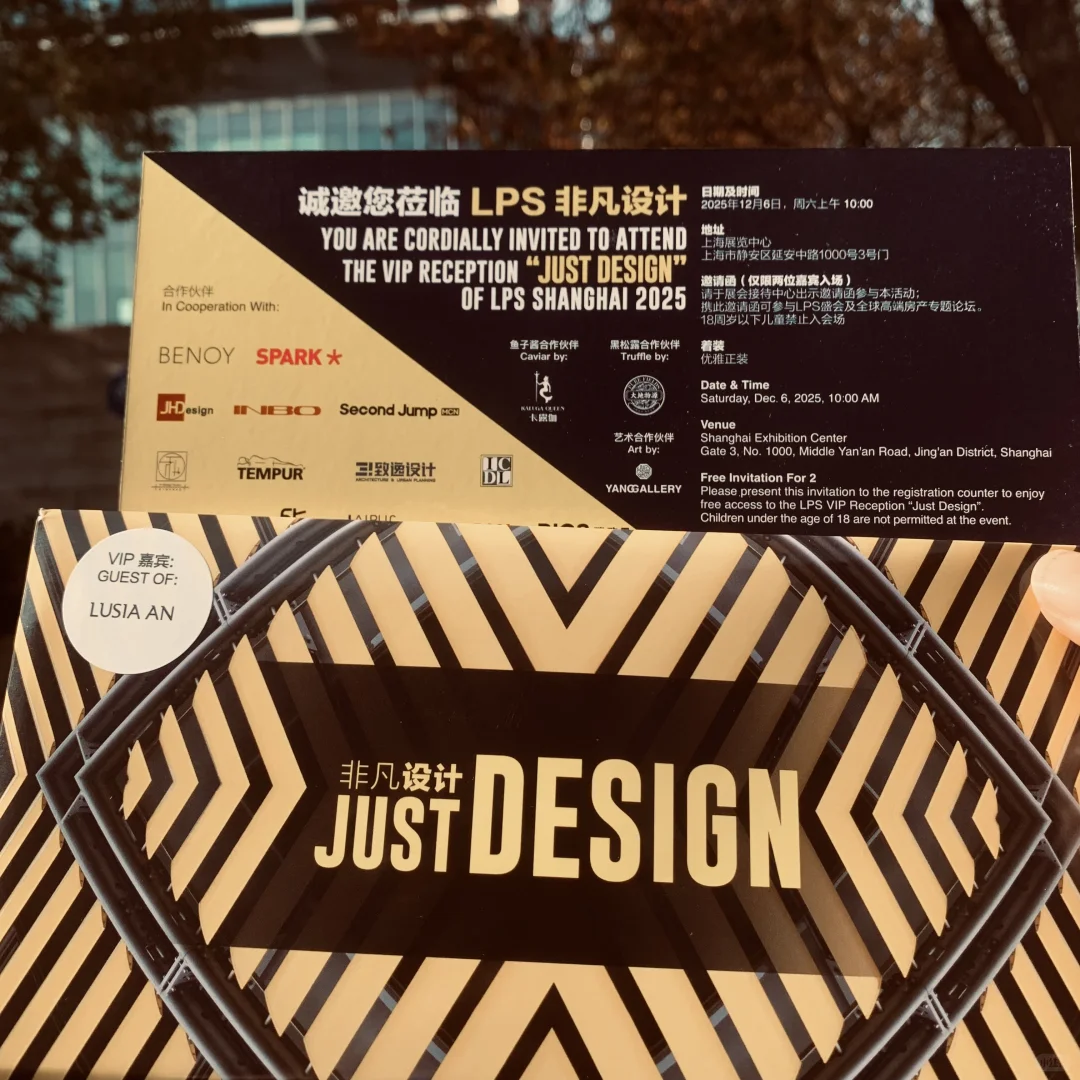 诚邀您莅临 LPS 非凡设计
YOU ARE CORDIALLY INVITED TO ATTEND
THE VIP RECEPTION “JUST DESIGN”
OF LPS SHANGHAI 2025
合作伙伴
In Cooperation With:
BENOY
SPARK
JHDesign
INBO
Second Jump MCN
TEMPUR
致逸设计
ARCHITECTURE & URBAN PLANNING
鱼子酱合作伙伴
Caviar by:
KALUGA QUEEN
卡露伽
黑松露合作伙伴
Truffle by:
大地物源
艺术合作伙伴
Art by:
YANGGALLERY
日期及时间
2025年12月6日，周六上午 10:00
地址
上海展览中心
上海市静安区延安中路1000号3号门
邀请函（仅限两位嘉宾入场）
请于展会接待中心出示邀请函参与本活动；
携此邀请函可参与LPS盛会及全球高端房产专题论坛。
18周岁以下儿童禁止入会场
着装
优雅正装
Date & Time
Saturday, Dec. 6, 2025, 10:00 AM
Venue
Shanghai Exhibition Center
Gate 3, No. 1000, Middle Yan'an Road, Jing'an District, Shanghai
Free Invitation For 2
Please present this invitation to the registration counter to enjoy
free access to the LPS VIP Reception “Just Design”.
Children under the age of 18 are not permitted at the event.
VIP 嘉宾:
GUEST OF:
LUSIA AN
非凡设计
JUST DESIGN